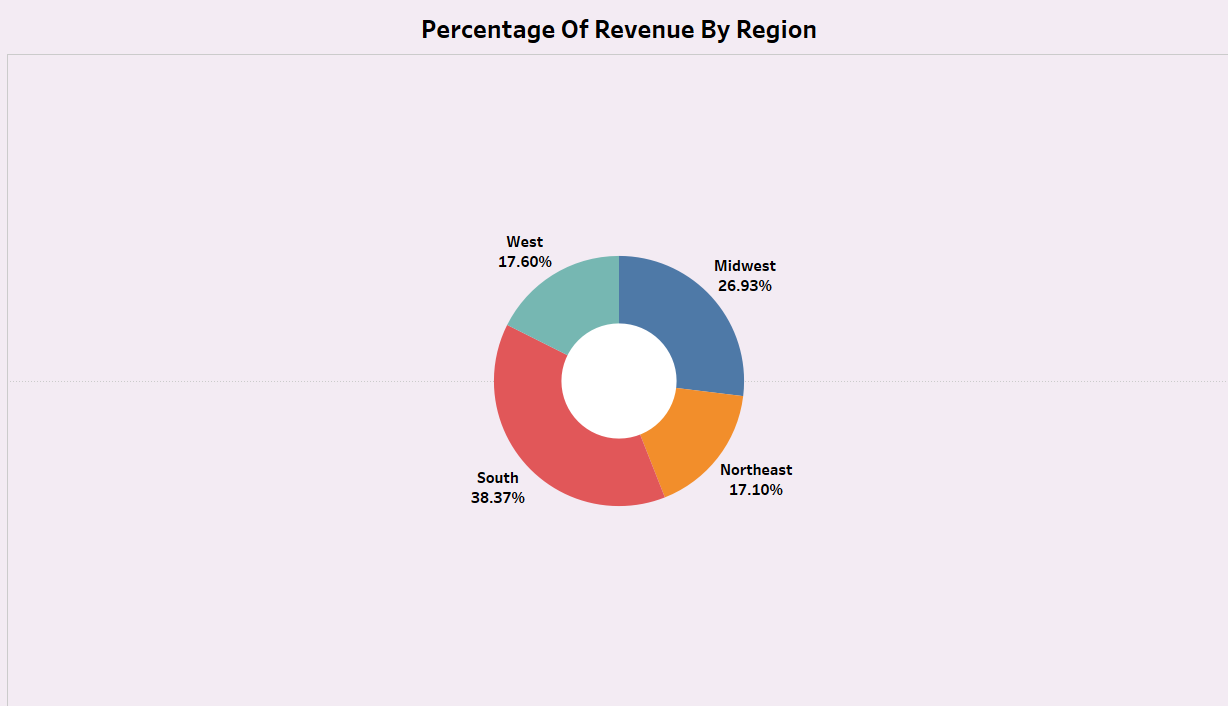 Percentage Of Revenue By Region
West
17.60%
Midwest
26.93%
South
38.37%
Northeast
17.10%